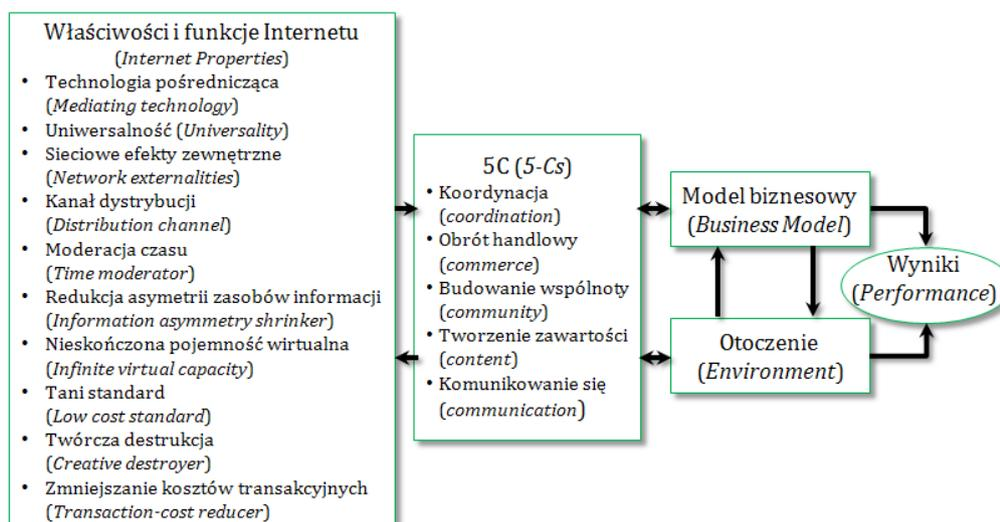 Właściwości i funkcje Internetu
(Internet Properties)
• Technologia pośrednicząca
(Mediating technology)
• Uniwersalność (Universality)
• Sieciowe efekty zewnętrzne
(Network externalities)
• Kanał dystrybucji
(Distribution channel)
• Moderacja czasu
(Time moderator)
• Redukcja asymetrii zasobów informacji
(Information asymmetry shrinker)
• Nieskończona pojemność wirtualna
(Infinite virtual capacity)
• Tani standard
(Low cost standard)
• Twórcza destrukcja
(Creative destroyer)
• Zmniejszanie kosztów transakcyjnych
(Transaction-cost reducer)
5C (5-Cs)
• Koordynacja
(coordination)
• Obrót handlowy
(commerce)
• Budowanie wspólnoty
(community)
• Tworzenie zawartości
(content)
• Komunikowanie się
(communication)
Model biznesowy
(Business Model)
Otoczenie
(Environment)
Wyniki
(Performance)